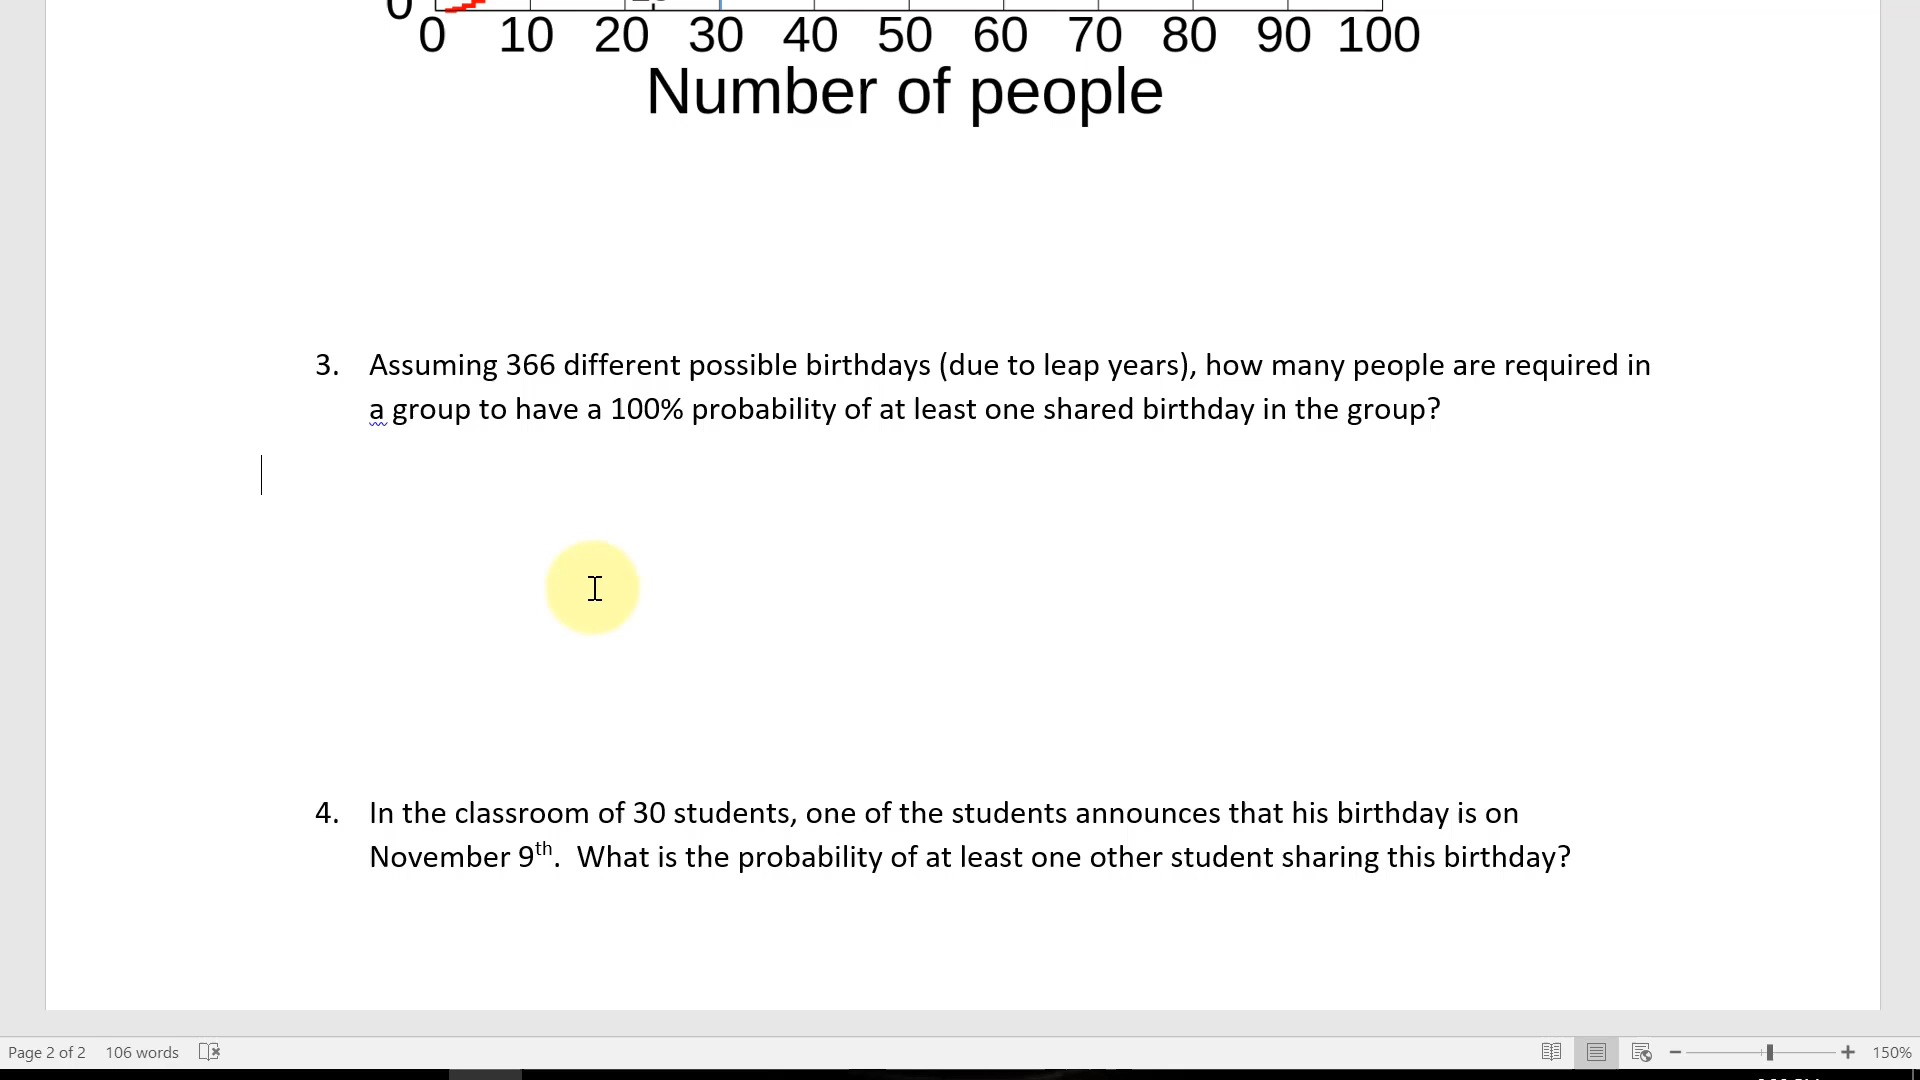 0
0 10 20 30 40 50 60 70 80 90 100
Number of people
3. Assuming 366 different possible birthdays (due to leap years), how many people are required in
a group to have a 100% probability of at least one shared birthday in the group?
4. In the classroom of 30 students, one of the students announces that his birthday is on
November 9th. What is the probability of at least one other student sharing this birthday?
Page 2 of 2 106 words 150%